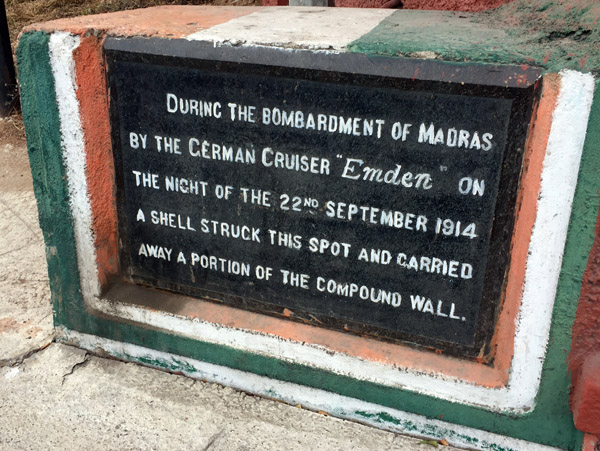 DURING THE BOMBARDMENT OF MADRAS
BY THE GERMAN CRUISER "Emden" ON
THE NIGHT OF THE 22ND SEPTEMBER 1914
A SHELL STRUCK THIS SPOT AND CARRIED
AWAY A PORTION OF THE COMPOUND WALL.